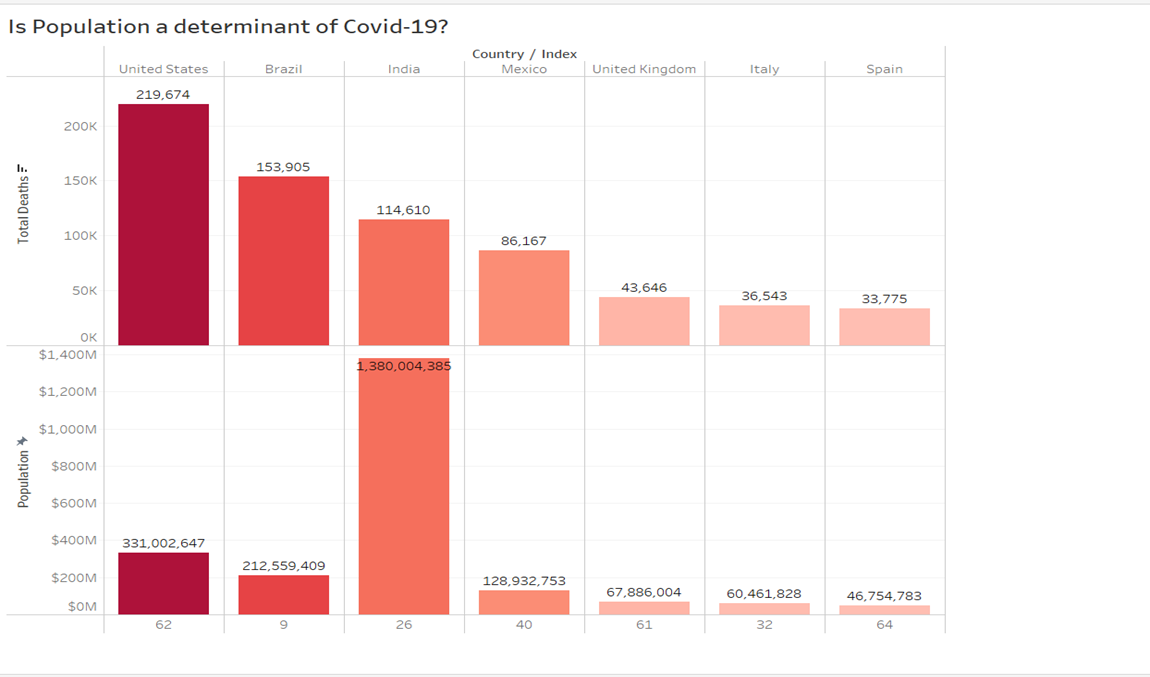 Is Population a determinant of Covid-19?
Country / Index
United States Brazil India Mexico United Kingdom Italy Spain
219,674
200K
153,905
150K
114,610
100K
86,167
50K
43,646
36,543
33,775
0K
Total Deaths
$1,400M
1,380,004,385
$1,200M
$1,000M
$800M
$600M
$400M
331,002,647
212,559,409
$200M
128,932,753
67,886,004
60,461,828
46,754,783
$0M
Population
62 9 26 40 61 32 64